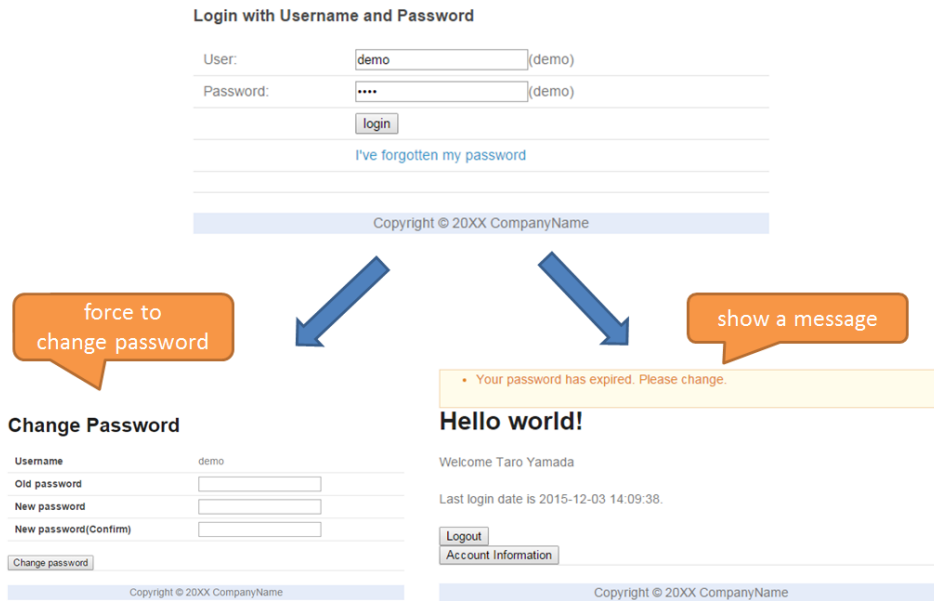 Login with Username and Password
User: demo (demo)
Password: •••• (demo)
login
I've forgotten my password
Copyright © 20XX CompanyName
force to
change password
show a message
• Your password has expired. Please change.
Change Password
Username demo
Old password
New password
New password(Confirm)
Change password
Copyright © 20XX CompanyName
Hello world!
Welcome Taro Yamada
Last login date is 2015-12-03 14:09:38.
Logout
Account Information
Copyright © 20XX CompanyName